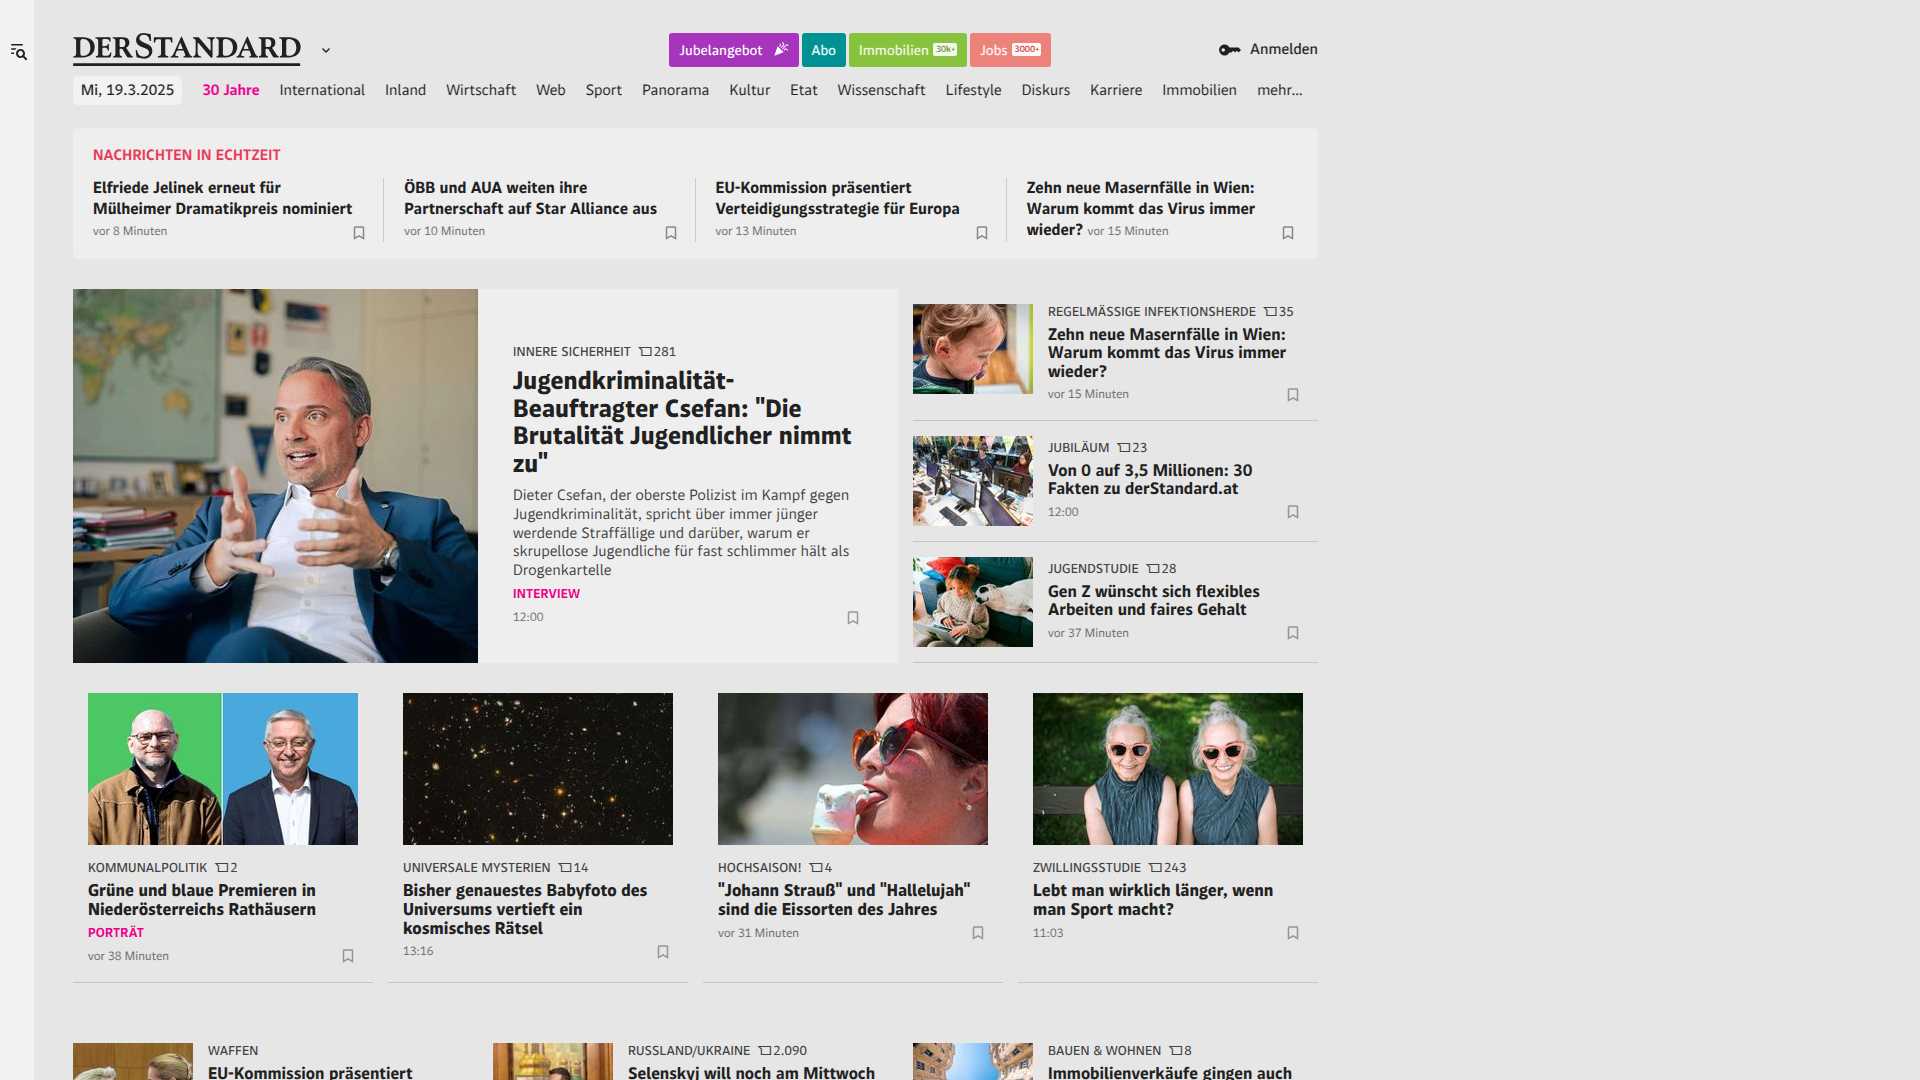 DERSTANDARD
Jubelangebot
Abo
Immobilien 30k+
Jobs 3000+
Anmelden
Mi, 19.3.2025 30 Jahre International Inland Wirtschaft Web Sport Panorama Kultur Etat Wissenschaft Lifestyle Diskurs Karriere Immobilien mehr...
NACHRICHTEN IN ECHTZEIT
Elfriede Jelinek erneut für
Mülheimer Dramatikpreis nominiert
vor 8 Minuten
ÖBB und AUA weiten ihre
Partnerschaft auf Star Alliance aus
vor 10 Minuten
EU-Kommission präsentiert
Verteidigungsstrategie für Europa
vor 13 Minuten
Zehn neue Masernfälle in Wien:
Warum kommt das Virus immer
wieder? vor 15 Minuten
INNERE SICHERHEIT 281
Jugendkriminalität-
Beauftragter Csefan: "Die
Brutalität Jugendlicher nimmt
zu"
Dieter Csefan, der oberste Polizist im Kampf gegen
Jugendkriminalität, spricht über immer jünger
werdende Straffällige und darüber, warum er
skrupellose Jugendliche für fast schlimmer hält als
Drogenkartelle
INTERVIEW
12:00
REGELMÄSSIGE INFEKTIONSHERDE 35
Zehn neue Masernfälle in Wien:
Warum kommt das Virus immer
wieder?
vor 15 Minuten
JUBILÄUM 23
Von 0 auf 3,5 Millionen: 30
Fakten zu derStandard.at
12:00
JUGENDSTUDIE 28
Gen Z wünscht sich flexibles
Arbeiten und faires Gehalt
vor 37 Minuten
KOMMUNALPOLITIK 2
Grüne und blaue Premieren in
Niederösterreichs Rathäusern
PORTRÄT
vor 38 Minuten
UNIVERSALE MYSTERIEN 14
Bisher genauestes Babyfoto des
Universums vertieft ein
kosmisches Rätsel
13:16
HOCHSAISON! 4
"Johann Strauß" und "Hallelujah"
sind die Eissorten des Jahres
vor 31 Minuten
ZWILLINGSSTUDIE 243
Lebt man wirklich länger, wenn
man Sport macht?
11:03
WAFFEN
EU-Kommission präsentiert
RUSSLAND/UKRAINE 2.090
Selenskyj will noch am Mittwoch
BAUEN & WOHNEN 8
Immobilienverkäufe gingen auch